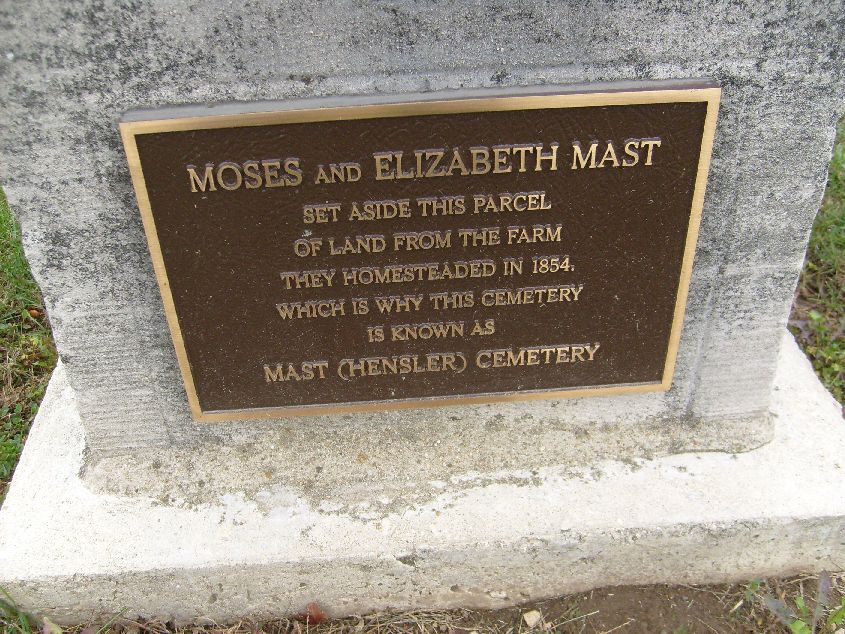 MOSES AND ELIZABETH MAST
SET ASIDE THIS PARCEL
OF LAND FROM THE FARM
THEY HOMESTEADED IN 1854.
WHICH IS WHY THIS CEMETERY
IS KNOWN AS
MAST (HENSLER) CEMETERY